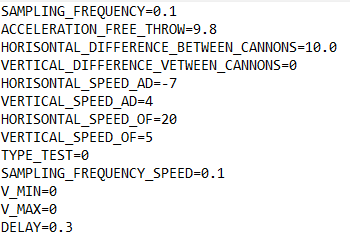 SAMPLING_FREQUENCY=0.1
ACCELERATION_FREE_THROW=9.8
HORISONTAL_DIFFERENCE_BETWEEN_CANNONS=10.0
VERTICAL_DIFFERENCE_VETWEEN_CANNONS=0
HORISONTAL_SPEED_AD=-7
VERTICAL_SPEED_AD=4
HORISONTAL_SPEED_OF=20
VERTICAL_SPEED_OF=5
TYPE_TEST=0
SAMPLING_FREQUENCY_SPEED=0.1
V_MIN=0
V_MAX=0
DELAY=0.3